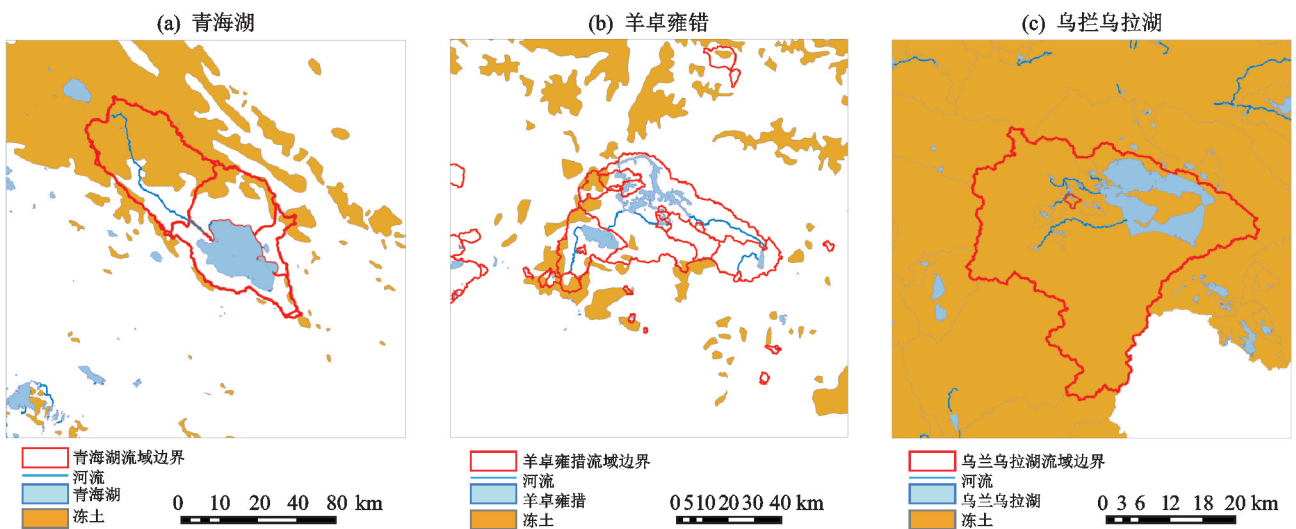 (a) 青海湖
(b) 羊卓雍错
(c) 乌拦乌拉湖
青海湖流域边界
河流
青海湖
冻土
0 10 20 40 60 80 km
羊卓雍措流域边界
河流
羊卓雍措
冻土
0 5 10 20 30 40 km
乌兰乌拉湖流域边界
河流
乌兰乌拉湖
冻土
0 3 6 12 18 20 km